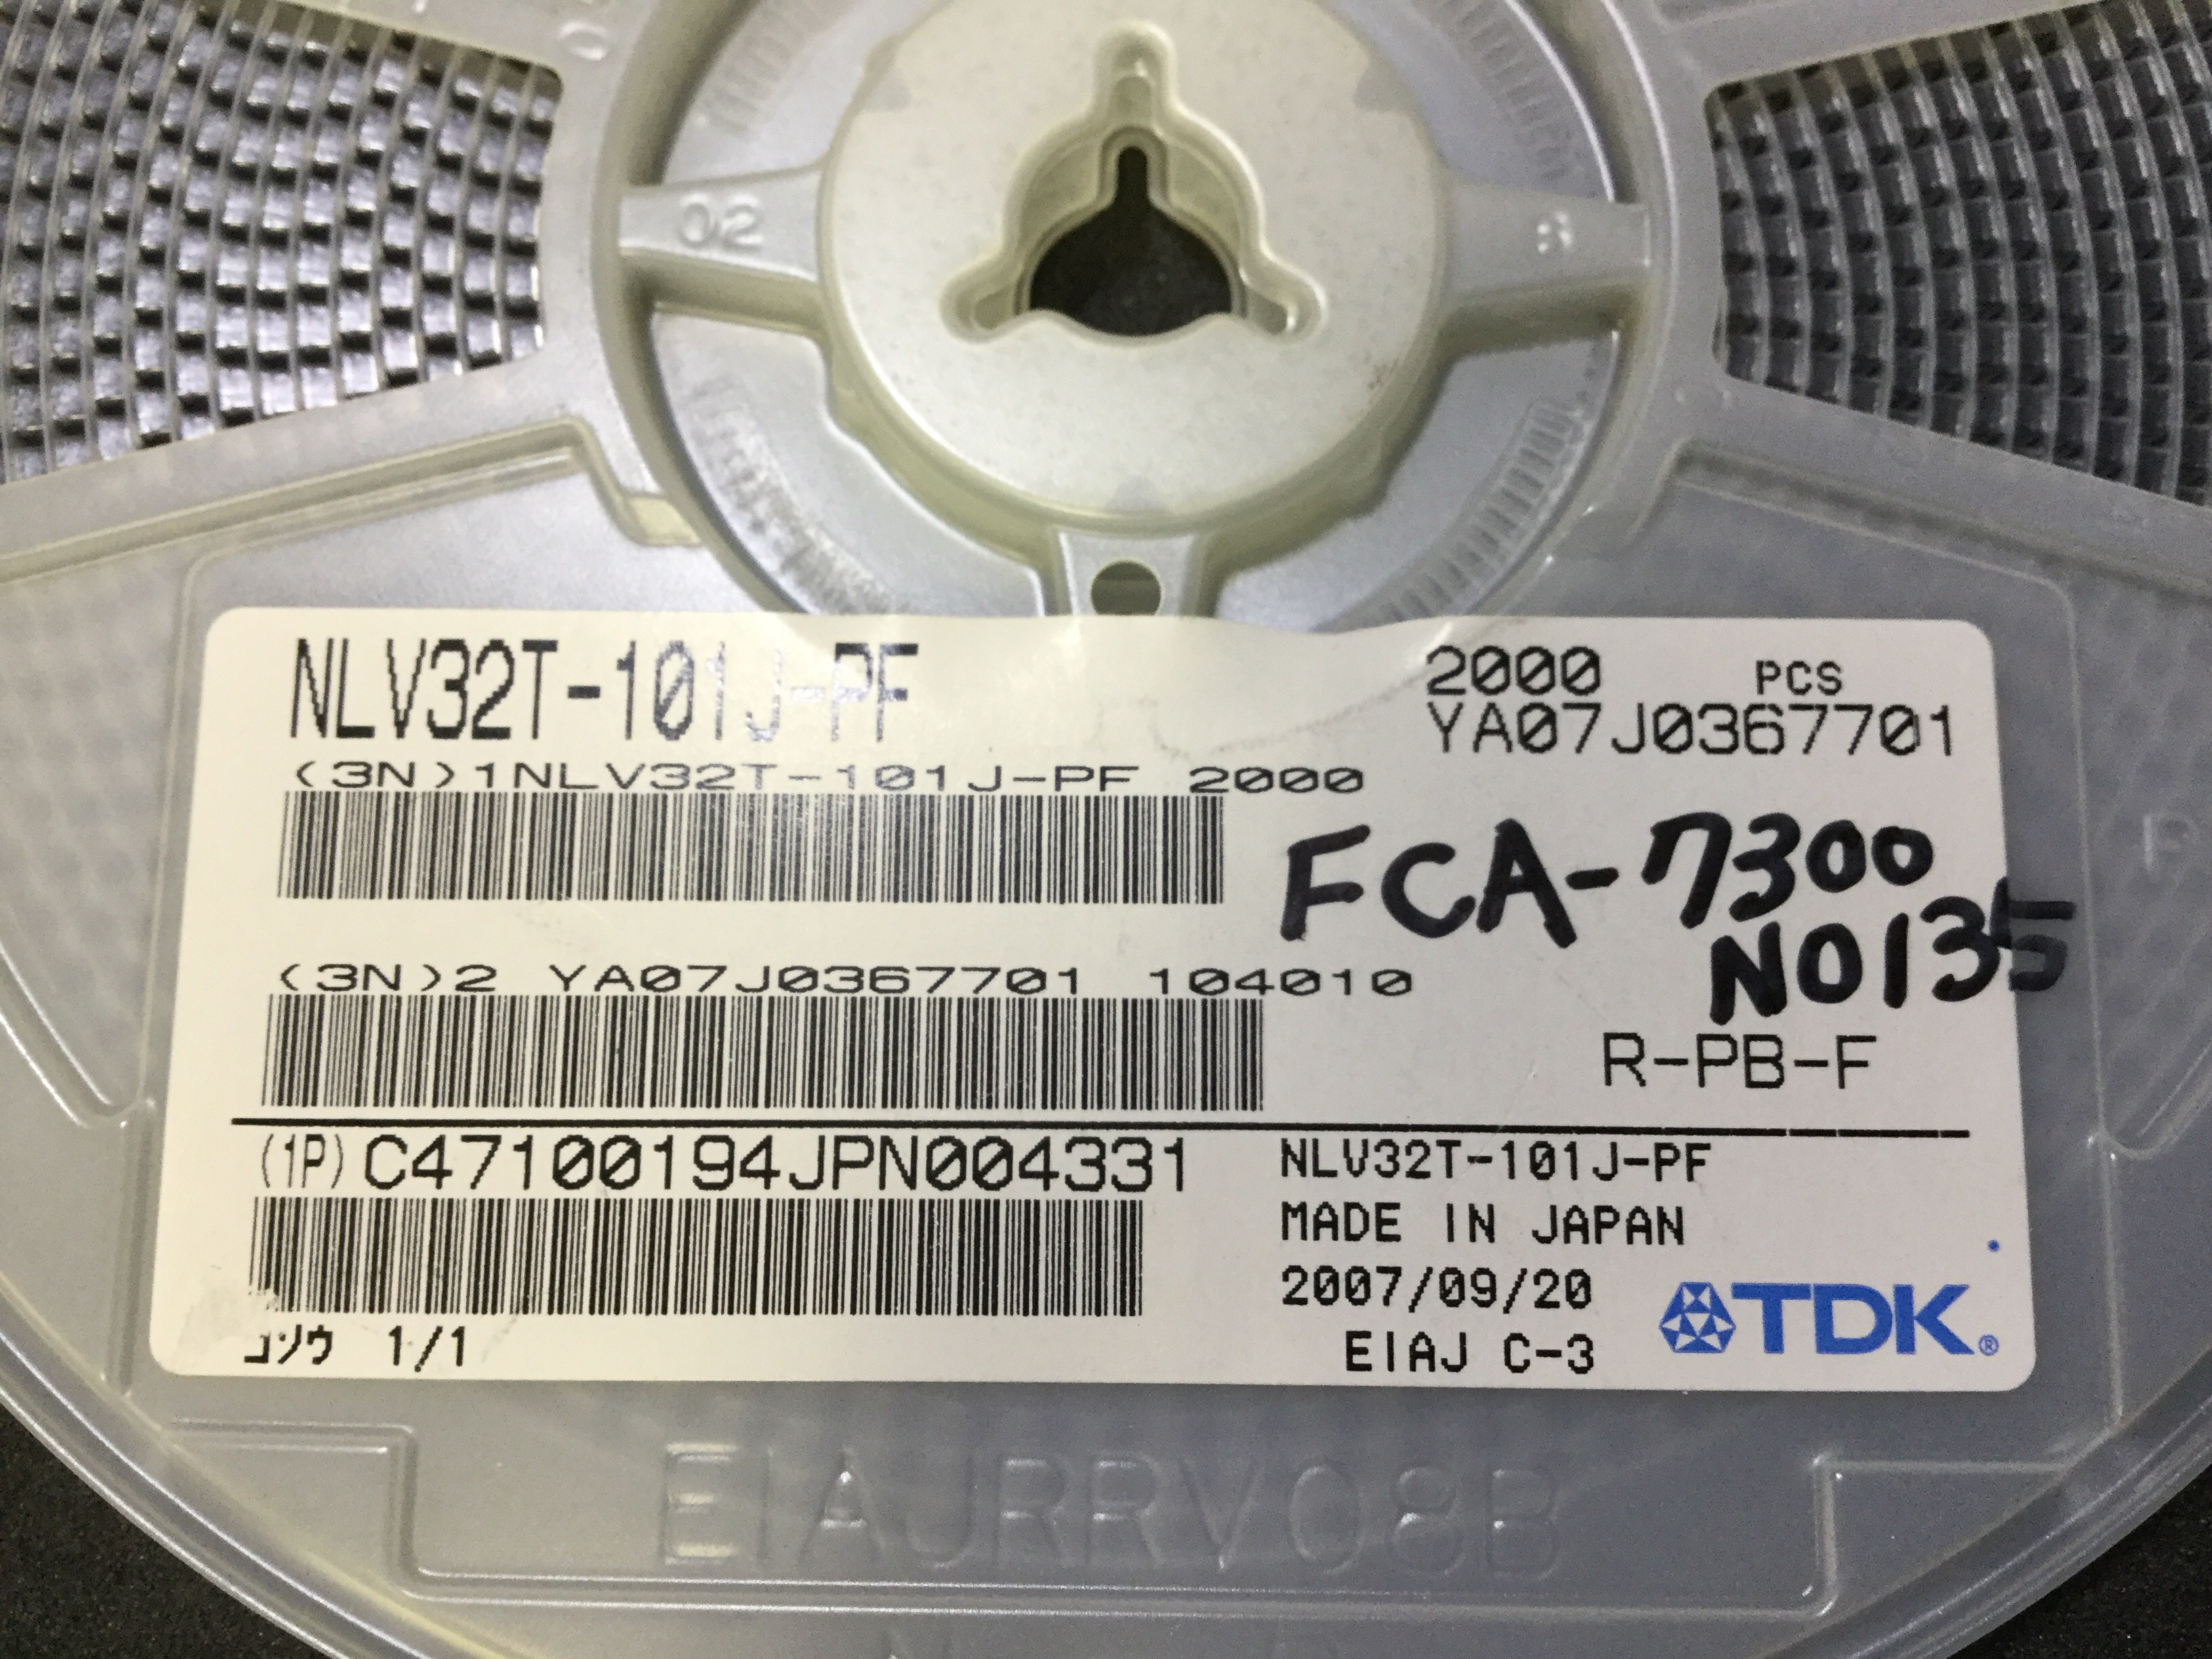 02
8
NLV32T-101J-PF
2000 PCS
YA07J0367701
(3N)1NLV32T-101J-PF 2000
FCA-7300
N0135
(3N)2 YA07J0367701 104010
R-PB-F
(1P)C47100194JPN004331
NLV32T-101J-PF
MADE IN JAPAN
2007/09/20
コソウ 1/1
EIAJ C-3
TDK®
EIAJRRV08B